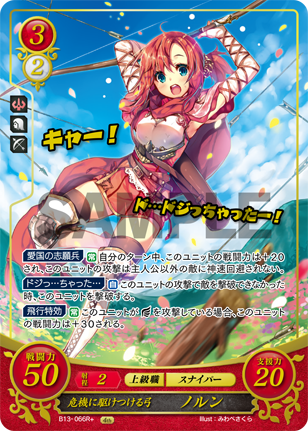 3
2
キャー！
SAMPLE
ド…ドジっちゃったー！
愛国の志願兵 常 自分のターン中、このユニットの戦闘力は＋20
され、このユニットの攻撃は主人公以外の敵に神速回避されない。
ドジっ…ちゃった… 自 このユニットの攻撃で敵を撃破できなかった
時、このユニットを撃破する。
飛行特効 常 このユニットが を攻撃している場合、このユニット
の戦闘力は＋30される。
戦闘力
50
射程 2
上級職
スナイパー
支援力
20
危機に駆けつける弓 ノルン
B13-066R+
Illust：みわべさくら